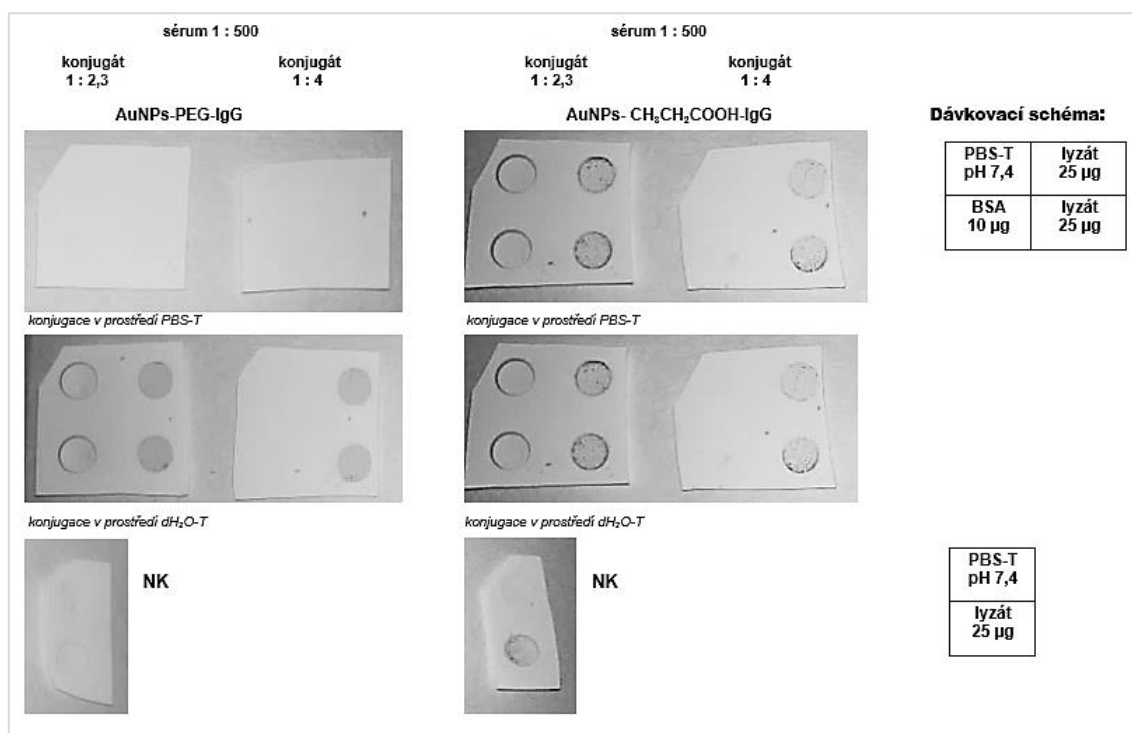 sérum 1 : 500
sérum 1 : 500
konjugát
1 : 2,3
konjugát
1 : 4
konjugát
1 : 2,3
konjugát
1 : 4
AuNPs-PEG-IgG
AuNPs- CH₃CH₂COOH-IgG
Dávkovací schéma:
PBS-T
pH 7,4
lyzát
25 µg
BSA
10 µg
lyzát
25 µg
konjugace v prostředí PBS-T
konjugace v prostředí PBS-T
konjugace v prostředí dH₂O-T
konjugace v prostředí dH₂O-T
NK
NK
PBS-T
pH 7,4
lyzát
25 µg